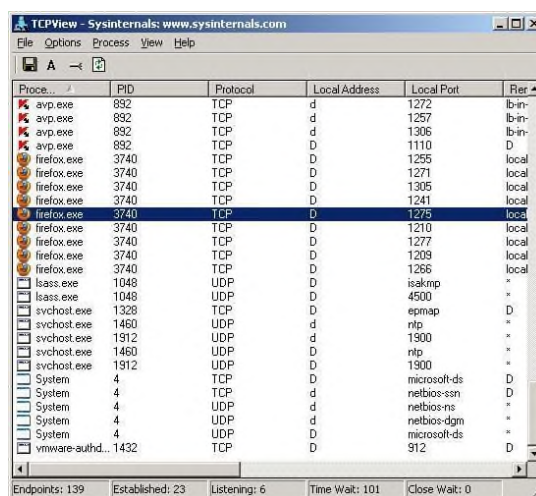 TCPView - Sysinternals: www.sysinternals.com
File Options Process View Help
A
Proce... PID Protocol Local Address Local Port Rer
avp.exe 892 TCP d 1272 lb-in-
avp.exe 892 TCP d 1257 lb-in-
avp.exe 892 TCP d 1306 lb-in-
avp.exe 892 TCP D 1110 D
firefox.exe 3740 TCP D 1255 local
firefox.exe 3740 TCP D 1271 local
firefox.exe 3740 TCP D 1305 local
firefox.exe 3740 TCP D 1241 local
firefox.exe 3740 TCP D 1275 local
firefox.exe 3740 TCP D 1210 local
firefox.exe 3740 TCP D 1277 local
firefox.exe 3740 TCP D 1209 local
firefox.exe 3740 TCP D 1266 local
lsass.exe 1048 UDP D isakmp *
lsass.exe 1048 UDP D 4500 *
svchost.exe 1328 TCP D epmap D
svchost.exe 1460 UDP d ntp *
svchost.exe 1912 UDP d 1900 *
svchost.exe 1460 UDP D ntp *
svchost.exe 1912 UDP D 1900 *
System 4 TCP D microsoft-ds D
System 4 TCP d netbios-ssn D
System 4 UDP d netbios-ns *
System 4 UDP d netbios-dgm *
System 4 UDP D microsoft-ds *
vmware-authd... 1432 TCP D 912 D
Endpoints: 139 Established: 23 Listening: 6 Time Wait: 101 Close Wait: 0